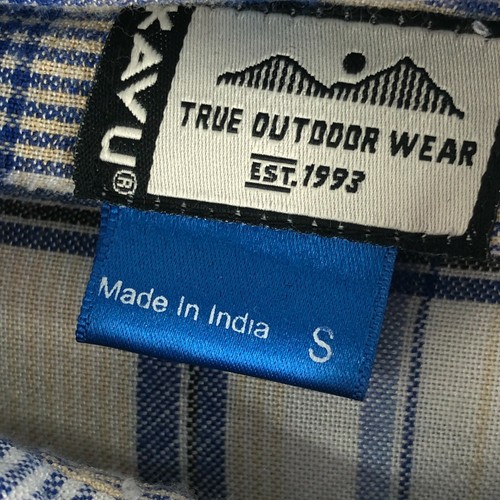 KAVU®
TRUE OUTDOOR WEAR
EST. 1993
Made In India S